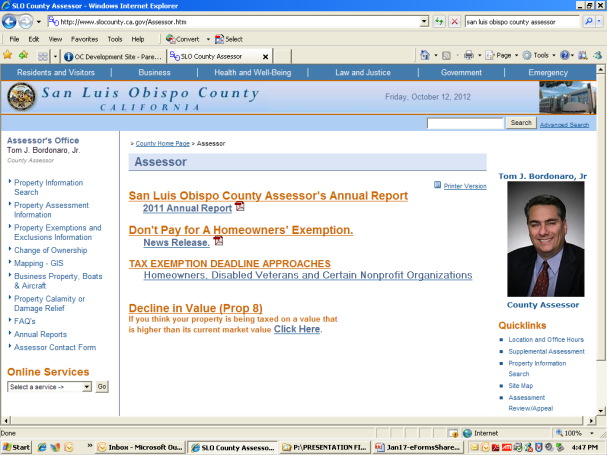 SLO County Assessor - Windows Internet Explorer
http://www.slocounty.ca.gov/Assessor.htm
san luis obispo county assessor
File Edit View Favorites Tools Help Convert Select
OC Development Site - Pare...
SLO County Assessor
Page Tools
Residents and Visitors | Business | Health and Well-Being | Law and Justice | Government | Emergency
San Luis Obispo County
CALIFORNIA
Friday, October 12, 2012
Search
Advanced Search
Assessor's Office
Tom J. Bordonaro, Jr.
County Assessor
Property Information
Search
Property Assessment
Information
Property Exemptions and
Exclusions Information
Change of Ownership
Mapping - GIS
Business Property, Boats
& Aircraft
Property Calamity or
Damage Relief
FAQ's
Annual Reports
Assessor Contact Form
Online Services
Select a service -> Go
> County Home Page > Assessor
Assessor
Printer Version
San Luis Obispo County Assessor's Annual Report
2011 Annual Report
Don't Pay for A Homeowners' Exemption.
News Release.
TAX EXEMPTION DEADLINE APPROACHES
Homeowners, Disabled Veterans and Certain Nonprofit Organizations
Decline in Value (Prop 8)
If you think your property is being taxed on a value that
is higher than its current market value Click Here.
Tom J. Bordonaro, Jr
County Assessor
Quicklinks
Location and Office Hours
Supplemental Assessment
Property Information
Search
Site Map
Assessment
Review/Appeal
Done
Internet
100%
Start
Inbox - Microsoft Ou...
SLO County Assesso...
P:\PRESENTATION FI...
Jan17-eFormsShare...
4:47 PM